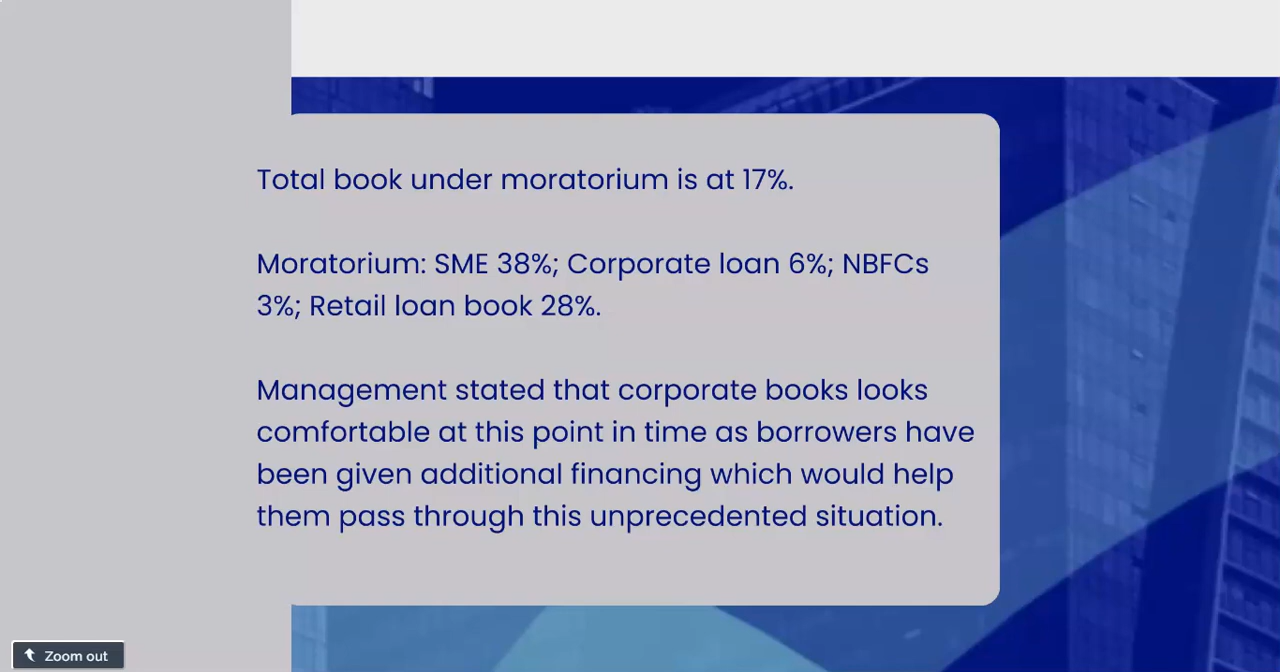 Total book under moratorium is at 17%.
Moratorium: SME 38%; Corporate loan 6%; NBFCs
3%; Retail loan book 28%.
Management stated that corporate books looks
comfortable at this point in time as borrowers have
been given additional financing which would help
them pass through this unprecedented situation.
Zoom out